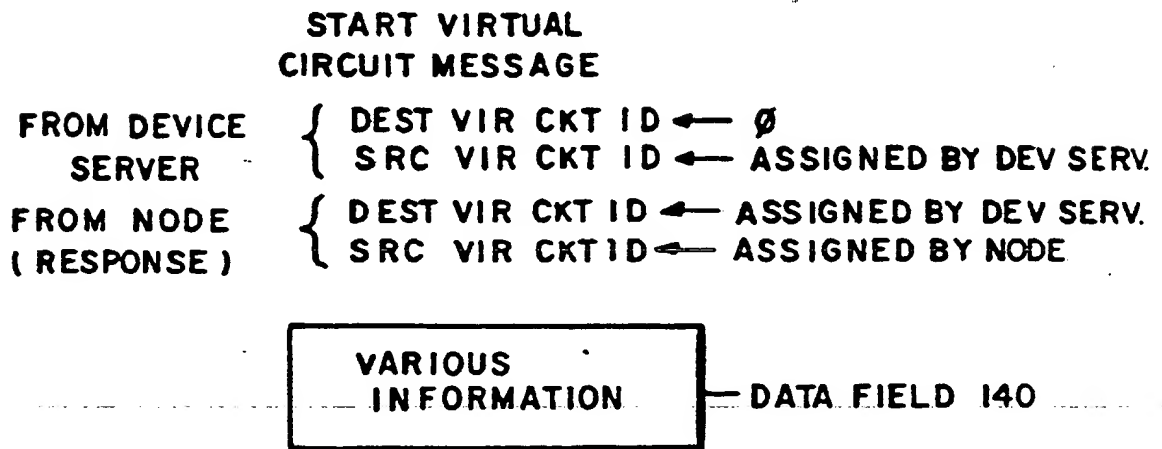 START VIRTUAL
CIRCUIT MESSAGE
FROM DEVICE
SERVER
{ DEST VIR CKT ID ← Ø
SRC VIR CKT ID ← ASSIGNED BY DEV SERV.
FROM NODE
(RESPONSE)
{ DEST VIR CKT ID ← ASSIGNED BY DEV SERV.
SRC VIR CKT ID ← ASSIGNED BY NODE
VARIOUS
INFORMATION
DATA FIELD 140